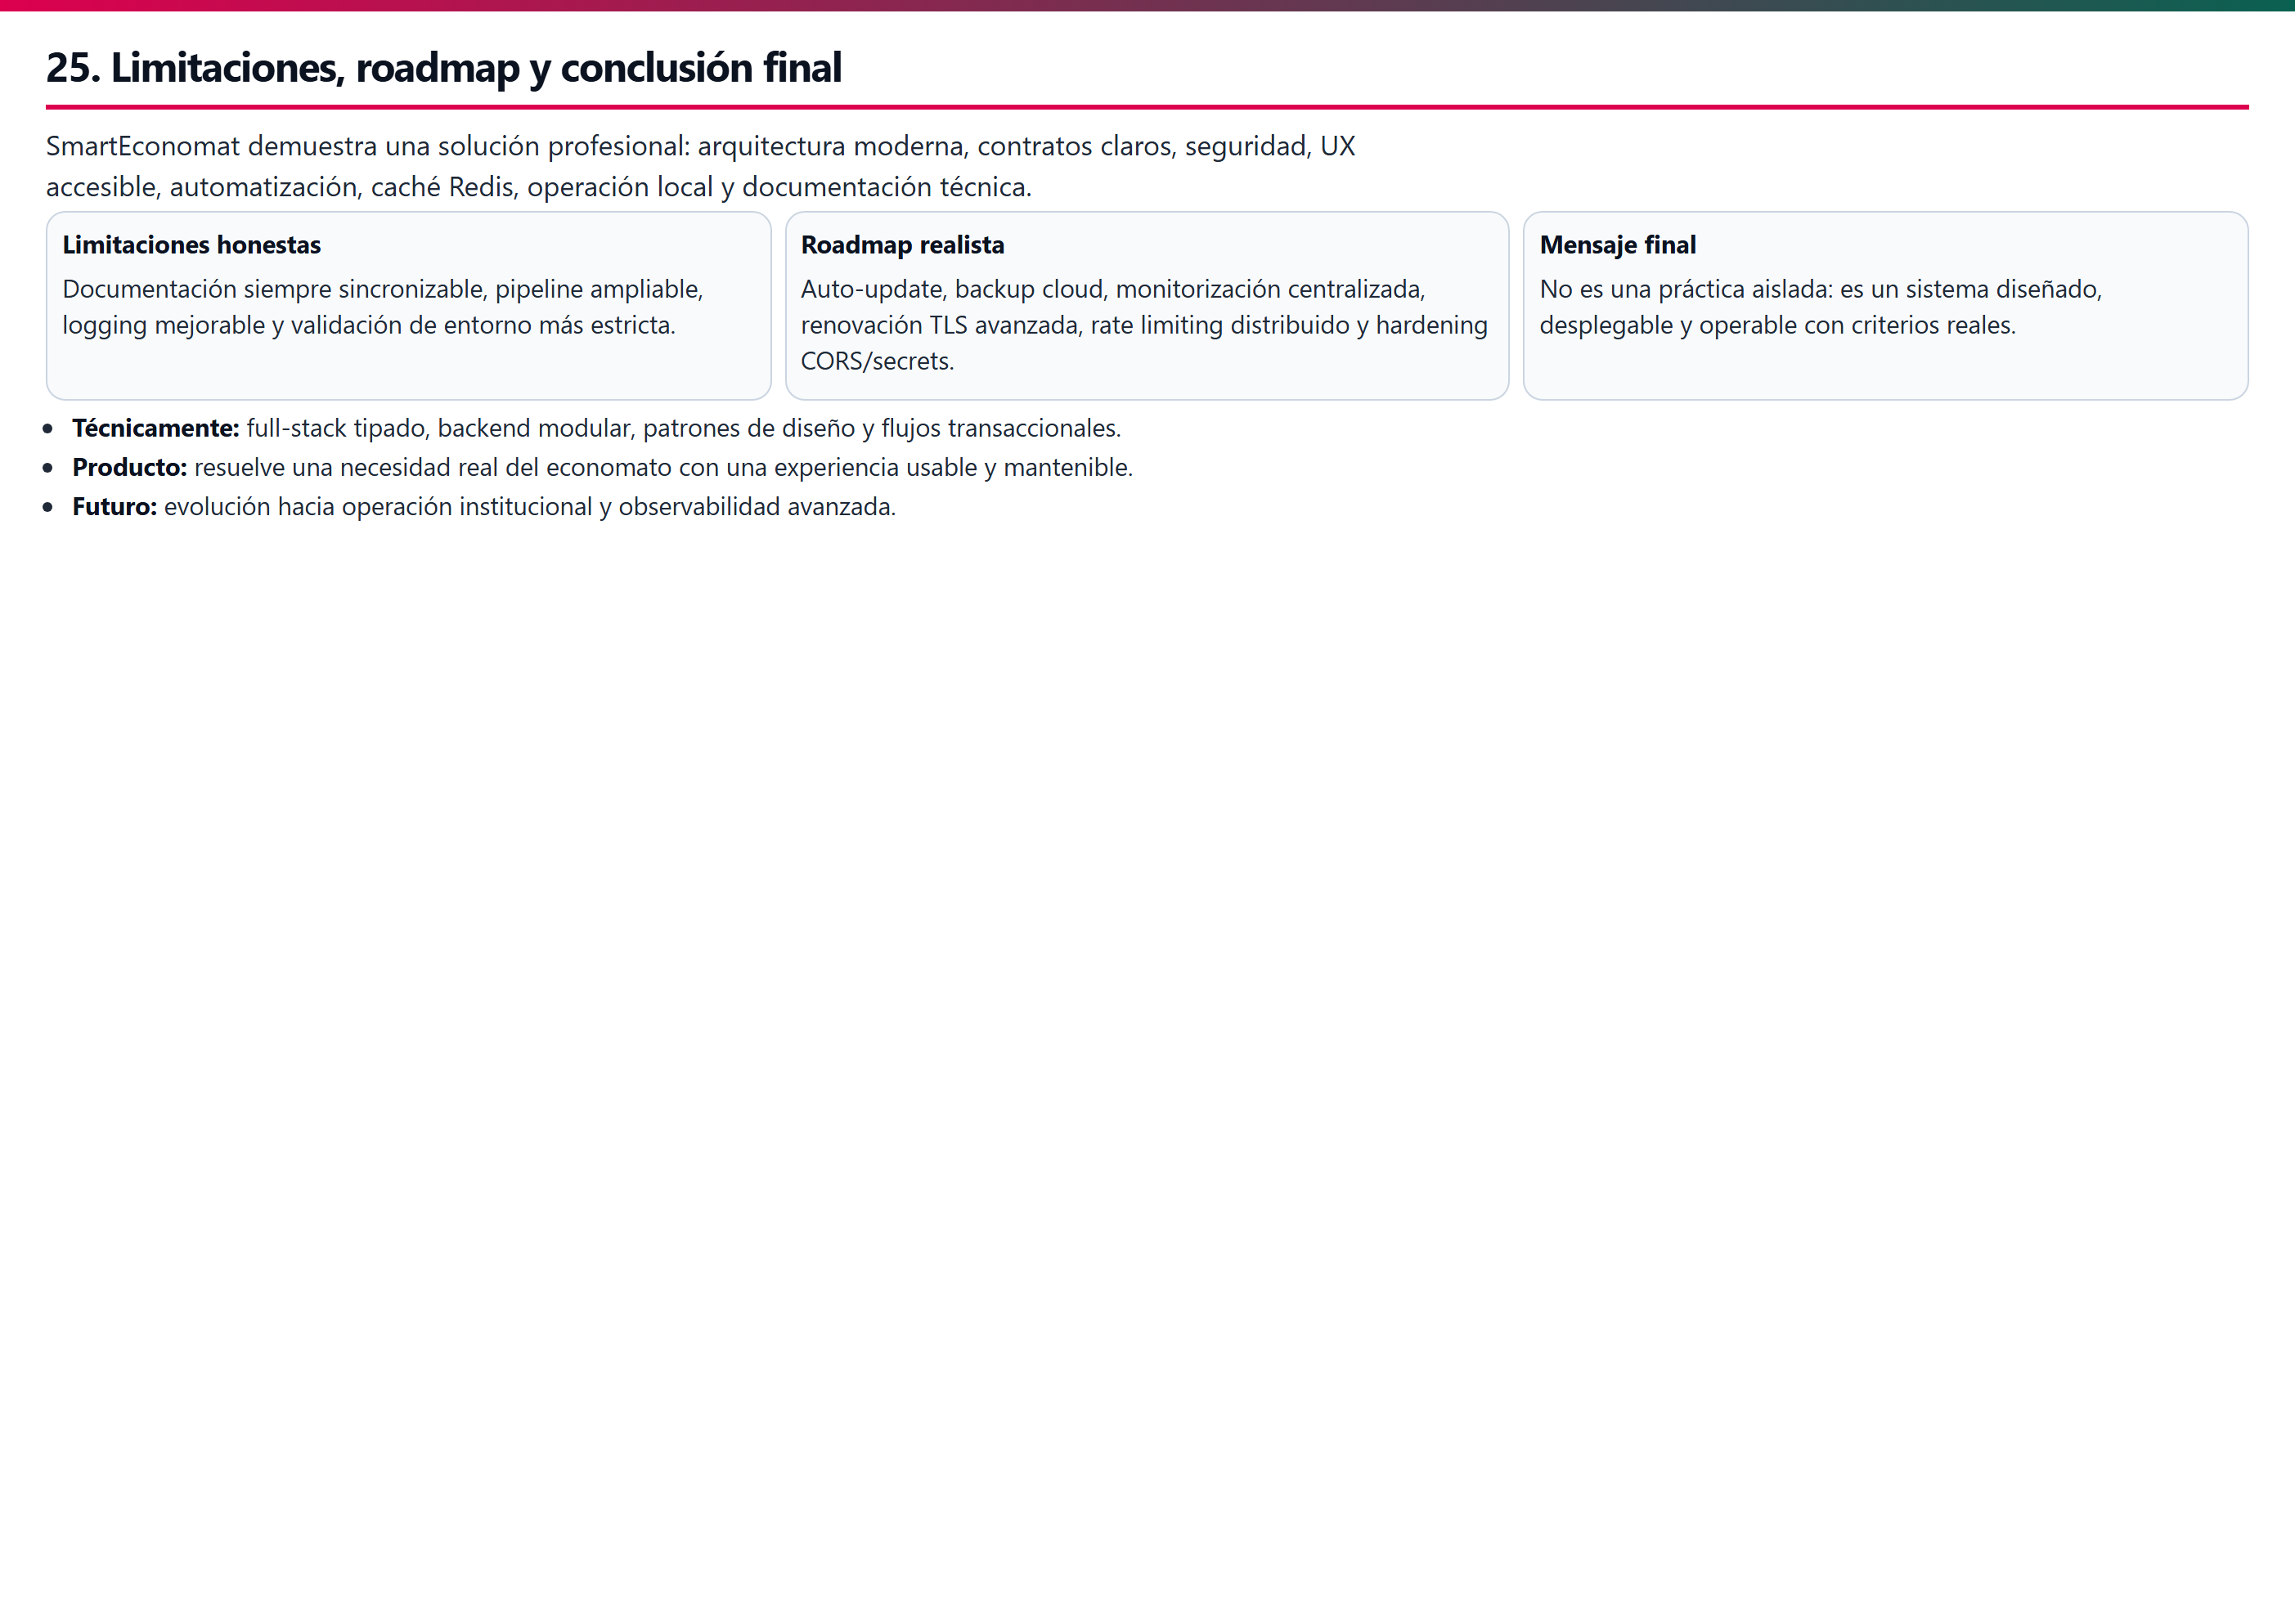 25. Limitaciones, roadmap y conclusión final
SmartEconomat demuestra una solución profesional: arquitectura moderna, contratos claros, seguridad, UX
accesible, automatización, caché Redis, operación local y documentación técnica.
Limitaciones honestas
Documentación siempre sincronizable, pipeline ampliable,
logging mejorable y validación de entorno más estricta.
Roadmap realista
Auto-update, backup cloud, monitorización centralizada,
renovación TLS avanzada, rate limiting distribuido y hardening
CORS/secrets.
Mensaje final
No es una práctica aislada: es un sistema diseñado,
desplegable y operable con criterios reales.
• Técnicamente: full-stack tipado, backend modular, patrones de diseño y flujos transaccionales.
• Producto: resuelve una necesidad real del economato con una experiencia usable y mantenible.
• Futuro: evolución hacia operación institucional y observabilidad avanzada.